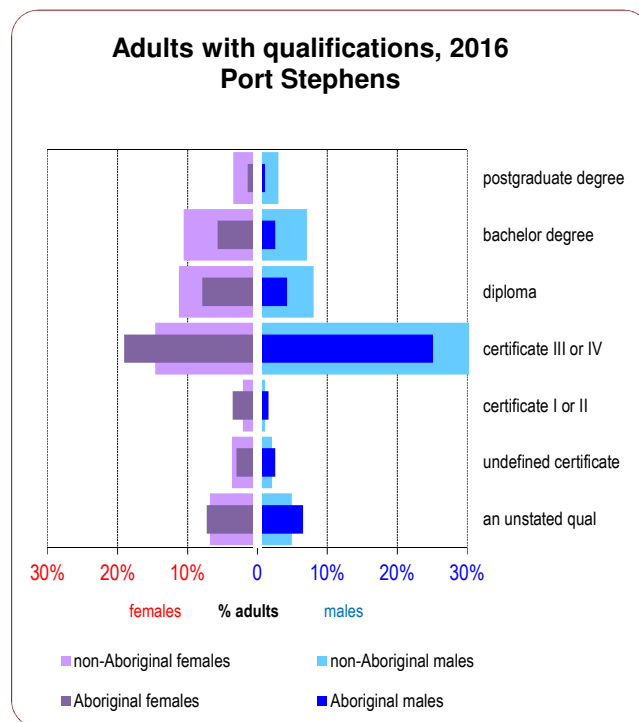 Adults with qualifications, 2016
Port Stephens
postgraduate degree
bachelor degree
diploma
certificate III or IV
certificate I or II
undefined certificate
an unstated qual
30% 20% 10% 0 10% 20% 30%
females % adults males
non-Aboriginal females non-Aboriginal males
Aboriginal females Aboriginal males